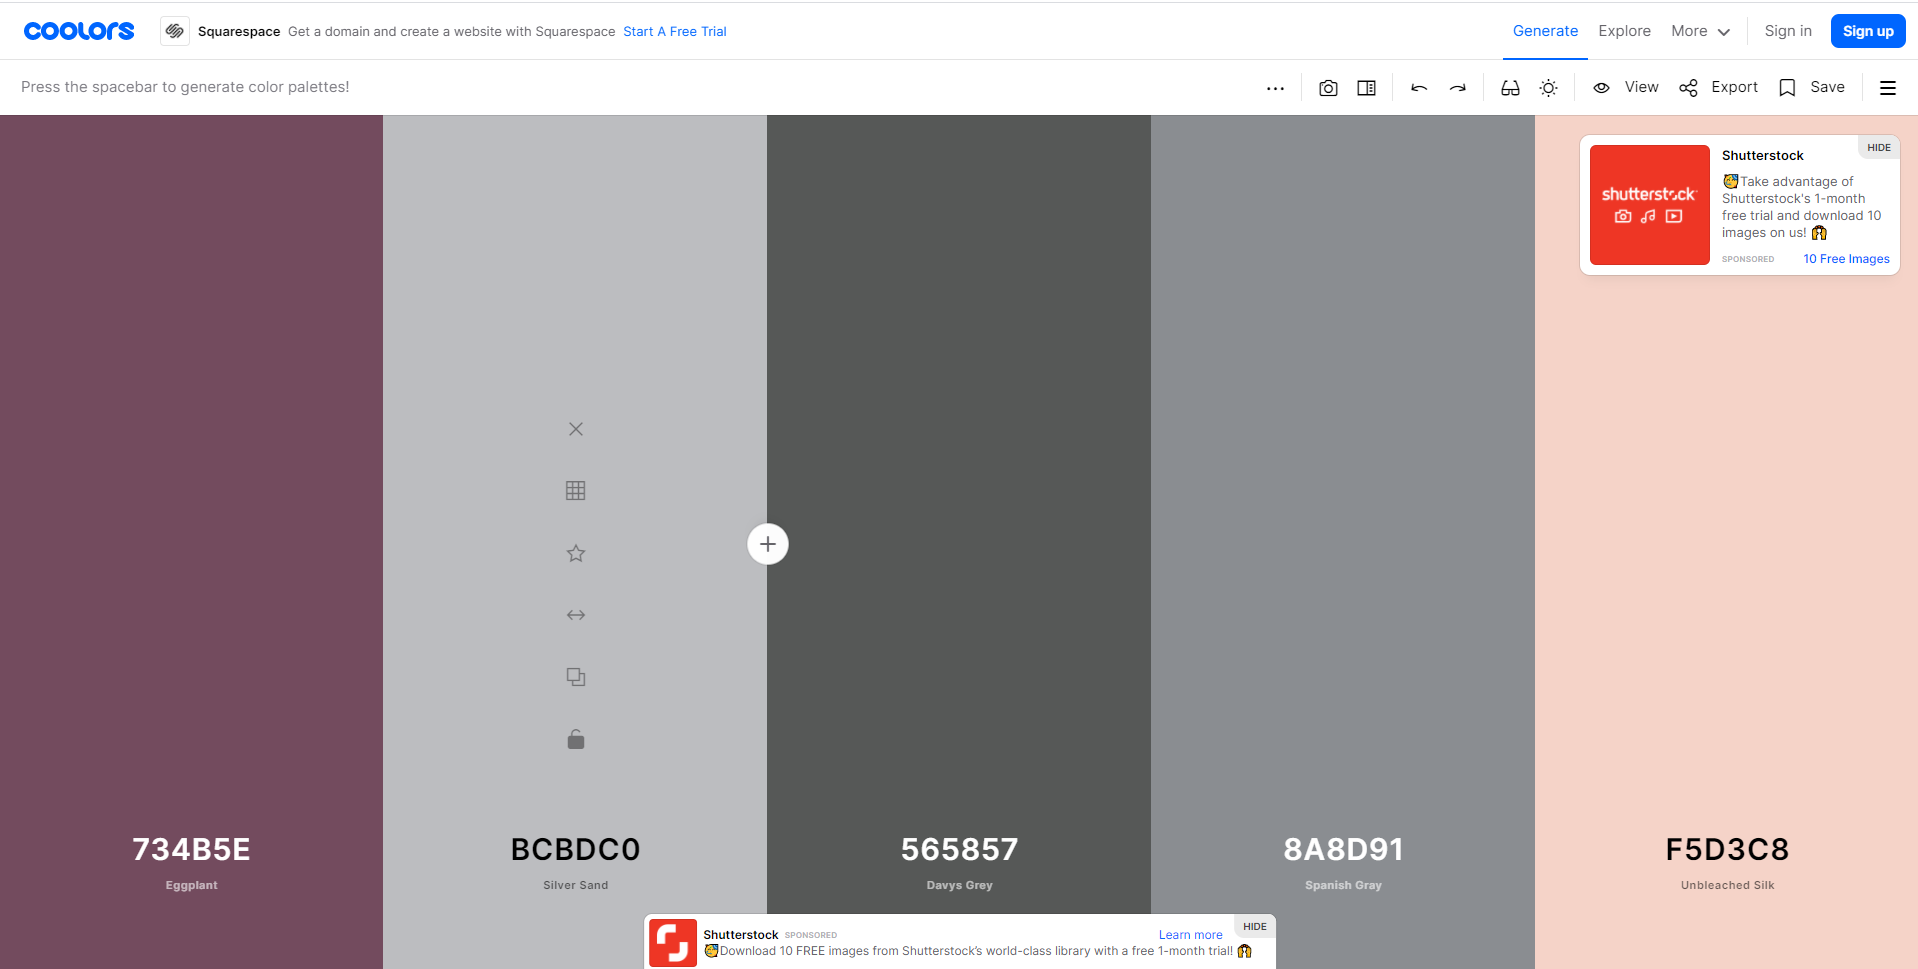 coolors
Squarespace Get a domain and create a website with Squarespace Start A Free Trial
Generate Explore More Sign in Sign up
Press the spacebar to generate color palettes!
View Export Save
HIDE
Shutterstock
shutterstock
Take advantage of
Shutterstock's 1-month
free trial and download 10
images on us!
SPONSORED 10 Free Images
734B5E BCBDC0 565857 8A8D91 F5D3C8
Eggplant Silver Sand Davys Grey Spanish Gray Unbleached Silk
Shutterstock SPONSORED Learn more HIDE
Download 10 FREE images from Shutterstock’s world-class library with a free 1-month trial!